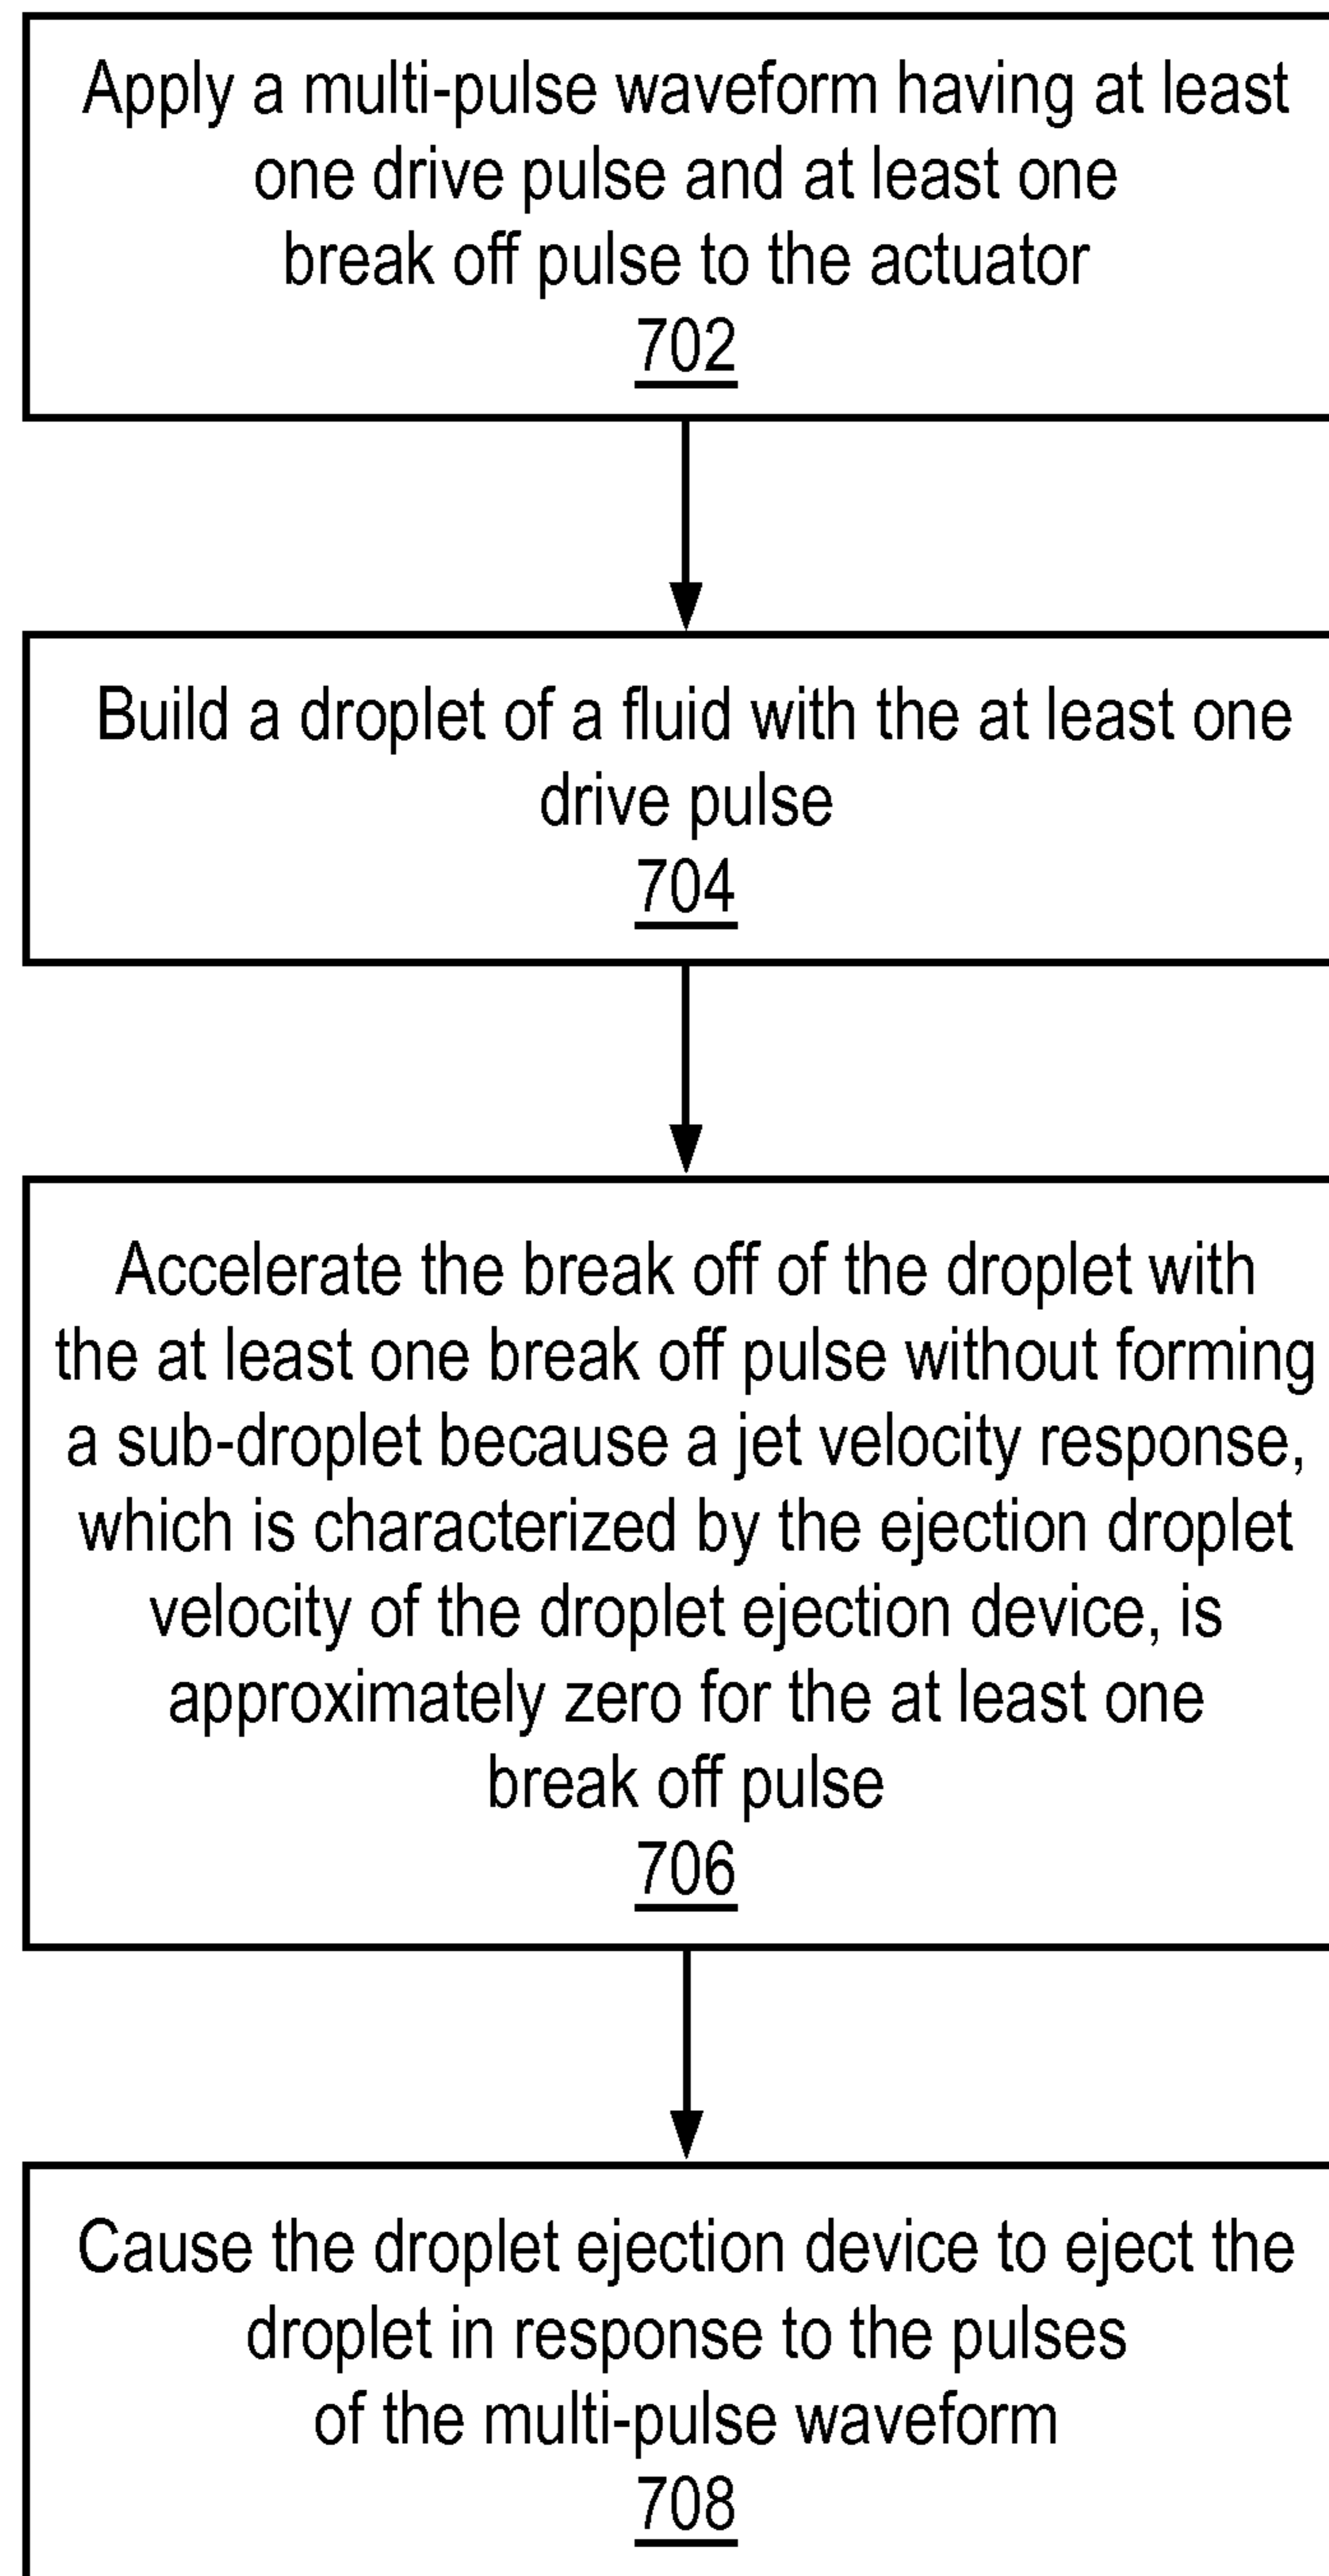 Apply a multi-pulse waveform having at least
one drive pulse and at least one
break off pulse to the actuator
702
Build a droplet of a fluid with the at least one
drive pulse
704
Accelerate the break off of the droplet with
the at least one break off pulse without forming
a sub-droplet because a jet velocity response,
which is characterized by the ejection droplet
velocity of the droplet ejection device, is
approximately zero for the at least one
break off pulse
706
Cause the droplet ejection device to eject the
droplet in response to the pulses
of the multi-pulse waveform
708